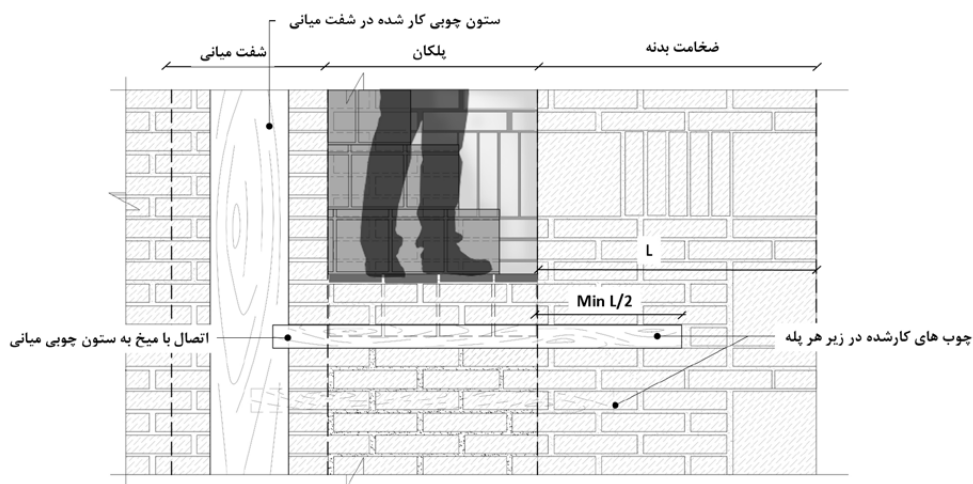 ستون چوبی کار شده در شفت میانی
ضخامت بدنه
پلکان
شفت میانی
L
Min L/2
اتصال با میخ به ستون چوبی میانی
چوب های کارشده در زیر هر پله